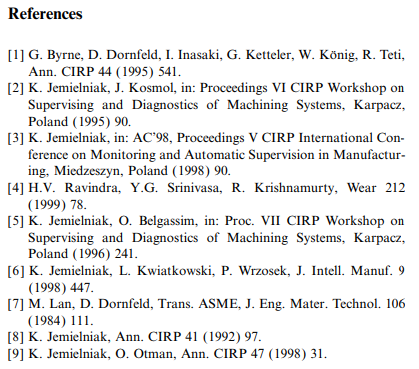 References
[1] G. Byrne, D. Dornfeld, I. Inasaki, G. Ketteler, W. König, R. Teti,
Ann. CIRP 44 (1995) 541.
[2] K. Jemielniak, J. Kosmol, in: Proceedings VI CIRP Workshop on
Supervising and Diagnostics of Machining Systems, Karpacz,
Poland (1995) 90.
[3] K. Jemielniak, in: AC'98, Proceedings V CIRP International Con-
ference on Monitoring and Automatic Supervision in Manufactur-
ing, Miedzeszyn, Poland (1998) 90.
[4] H.V. Ravindra, Y.G. Srinivasa, R. Krishnamurty, Wear 212
(1999) 78.
[5] K. Jemielniak, O. Belgassim, in: Proc. VII CIRP Workshop on
Supervising and Diagnostics of Machining Systems, Karpacz,
Poland (1996) 241.
[6] K. Jemielniak, L. Kwiatkowski, P. Wrzosek, J. Intell. Manuf. 9
(1998) 447.
[7] M. Lan, D. Dornfeld, Trans. ASME, J. Eng. Mater. Technol. 106
(1984) 111.
[8] K. Jemielniak, Ann. CIRP 41 (1992) 97.
[9] K. Jemielniak, O. Otman, Ann. CIRP 47 (1998) 31.